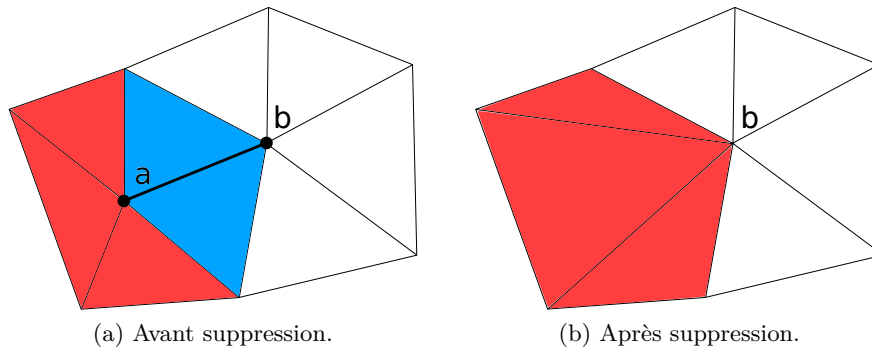 b
a
b
(a) Avant suppression.
(b) Après suppression.